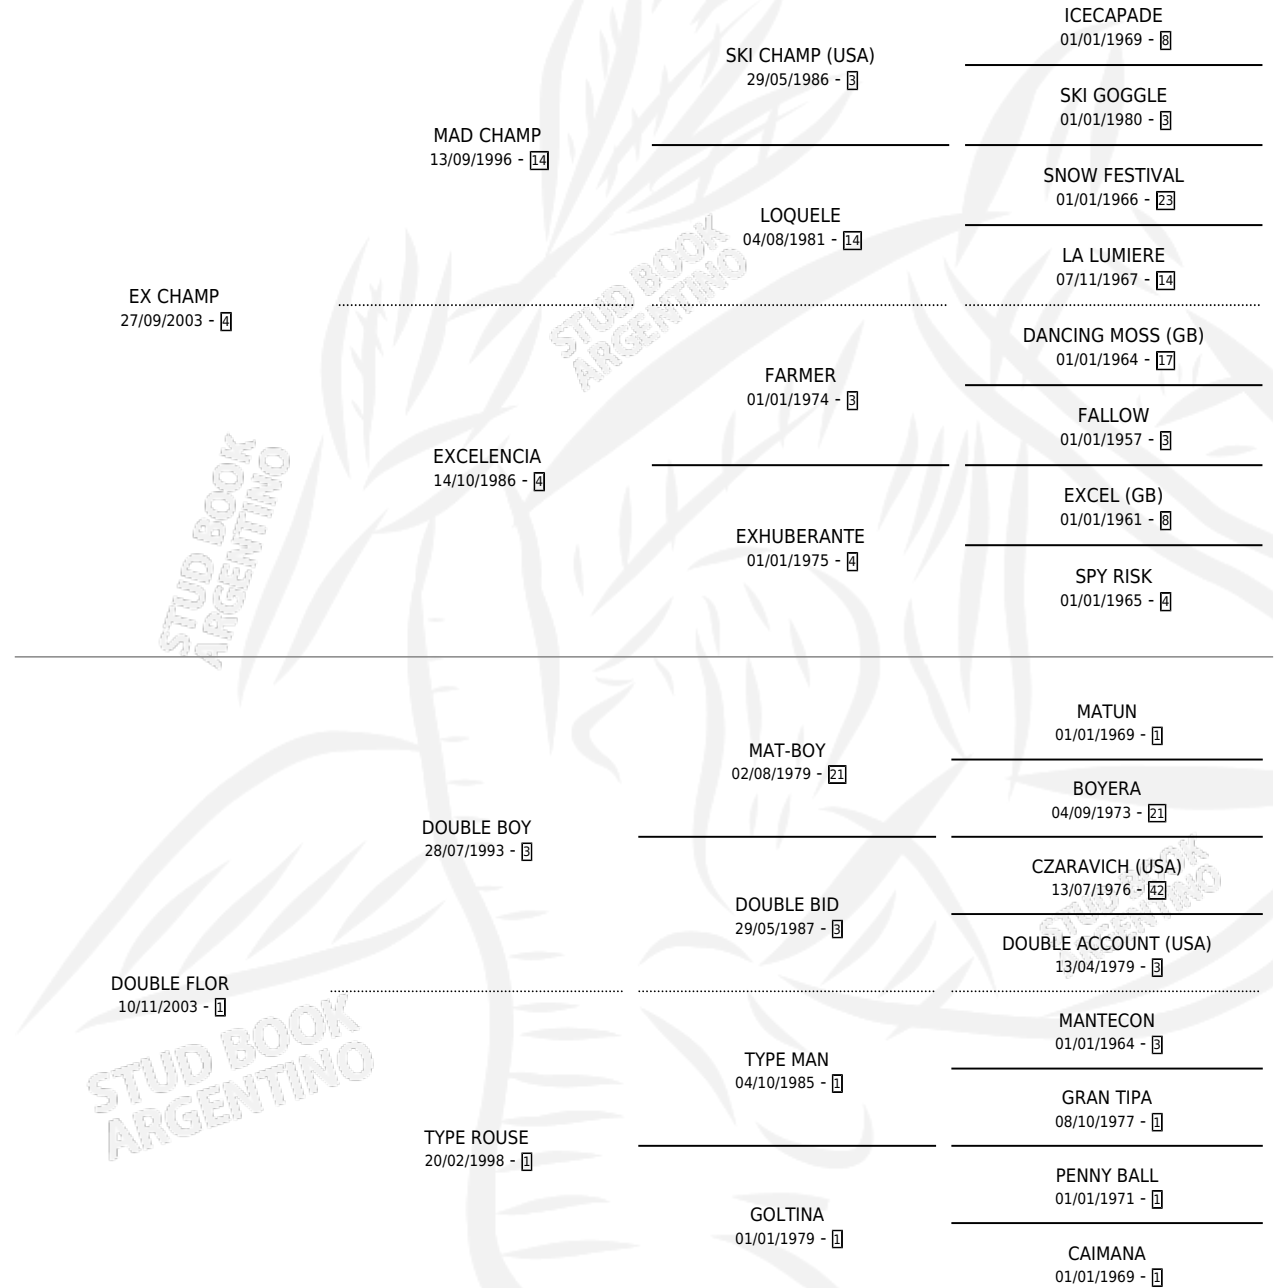 ICECAPADE
01/01/1969 - 8
SKI CHAMP (USA)
29/05/1986 - 3
SKI GOGGLE
01/01/1980 - 3
MAD CHAMP
13/09/1996 - 14
SNOW FESTIVAL
01/01/1966 - 23
LOQUELE
04/08/1981 - 14
LA LUMIERE
07/11/1967 - 14
EX CHAMP
27/09/2003 - 4
DANCING MOSS (GB)
01/01/1964 - 17
FARMER
01/01/1974 - 3
FALLOW
01/01/1957 - 3
EXCELENCIA
14/10/1986 - 4
EXCEL (GB)
01/01/1961 - 8
EXHUBERANTE
01/01/1975 - 4
SPY RISK
01/01/1965 - 4
STUD BOOK
ARGENTINO
STUD BOOK
ARGENTINO
MATUN
01/01/1969 - 1
MAT-BOY
02/08/1979 - 21
BOYERA
04/09/1973 - 21
DOUBLE BOY
28/07/1993 - 3
CZARAVICH (USA)
13/07/1976 - 42
DOUBLE BID
29/05/1987 - 3
DOUBLE ACCOUNT (USA)
13/04/1979 - 3
DOUBLE FLOR
10/11/2003 - 1
MANTECON
01/01/1964 - 3
TYPE MAN
04/10/1985 - 1
GRAN TIPA
08/10/1977 - 1
TYPE ROUSE
20/02/1998 - 1
PENNY BALL
01/01/1971 - 1
GOLTINA
01/01/1979 - 1
CAIMANA
01/01/1969 - 1
STUD BOOK
ARGENTINO
STUD BOOK
ARGENTINO